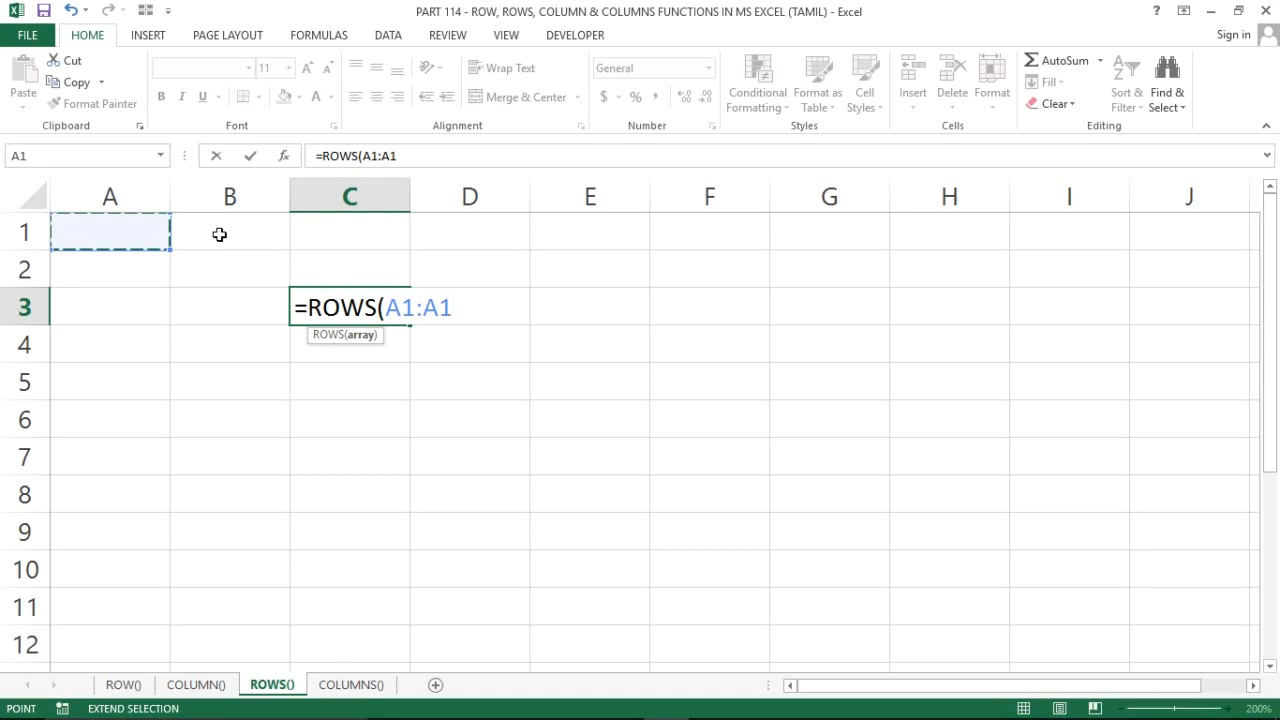 PART 114 - ROW, ROWS, COLUMN & COLUMNS FUNCTIONS IN MS EXCEL (TAMIL) - Excel
?
FILE HOME INSERT PAGE LAYOUT FORMULAS DATA REVIEW VIEW DEVELOPER Sign in
Paste Cut
Copy
Format Painter
Clipboard
11 A A
B I U A
Font
Wrap Text
Merge & Center
Alignment
General
$ % ,
Number
Conditional Formatting
Format as Table
Cell Styles
Styles
Insert Delete Format
Cells
AutoSum
Fill
Clear
Sort & Filter
Find & Select
Editing
A1 fx =ROWS(A1:A1
A B C D E F G H I J
1
2
3 =ROWS(A1:A1
ROWS(array)
4
5
6
7
8
9
10
11
12
ROW() COLUMN() ROWS() COLUMNS()
POINT EXTEND SELECTION 200%